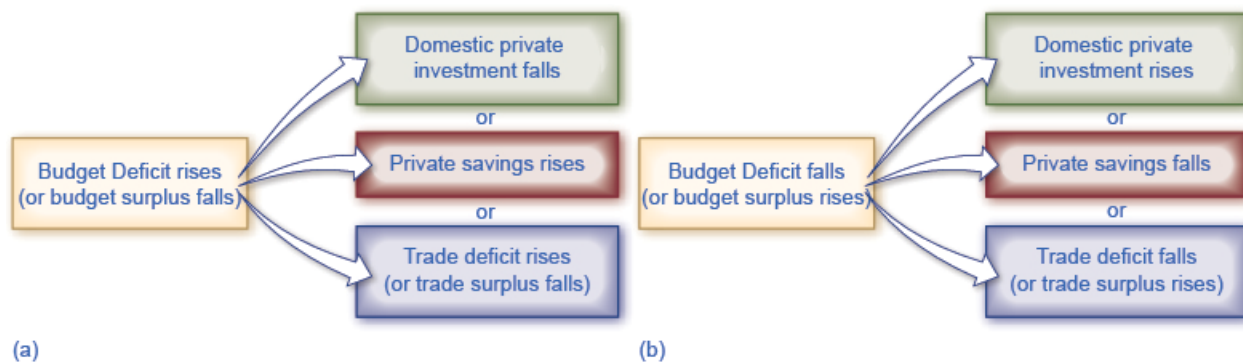 Budget Deficit rises
(or budget surplus falls)
Domestic private
investment falls
or
Private savings rises
or
Trade deficit rises
(or trade surplus falls)
(a)
Budget Deficit falls
(or budget surplus rises)
Domestic private
investment rises
or
Private savings falls
or
Trade deficit falls
(or trade surplus rises)
(b)